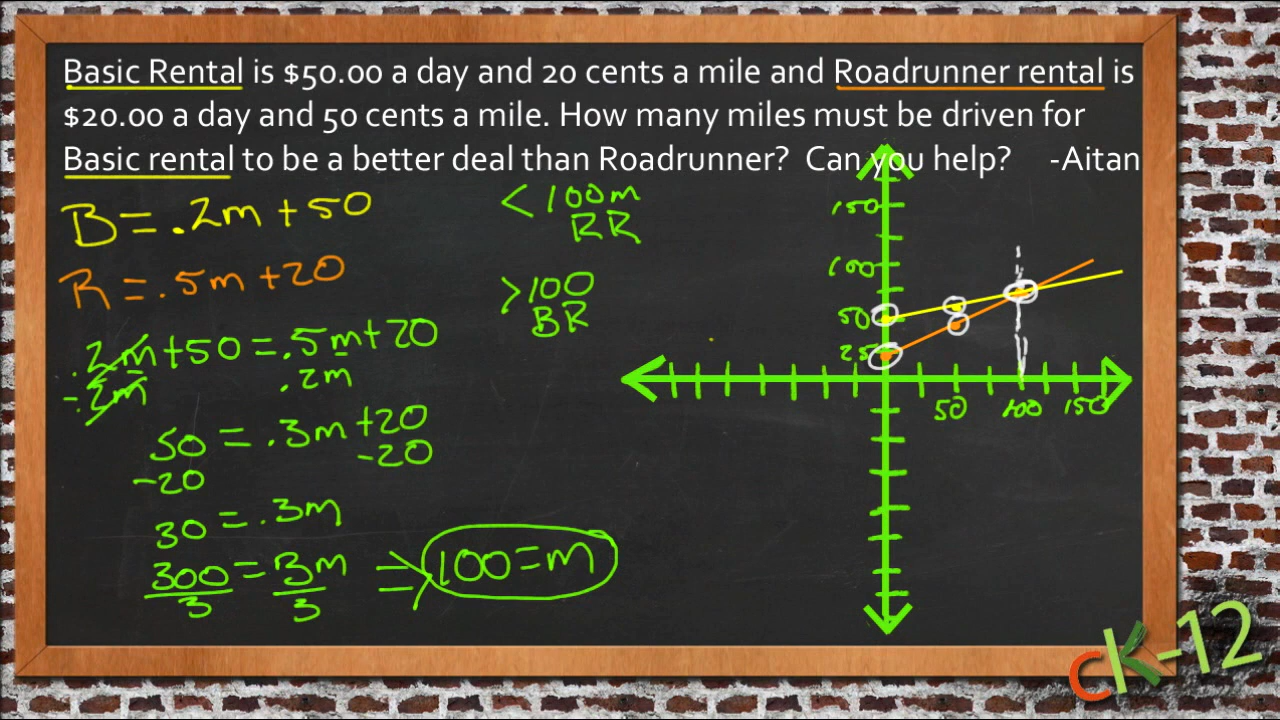 Basic Rental is $50.00 a day and 20 cents a mile and Roadrunner rental is
$20.00 a day and 50 cents a mile. How many miles must be driven for
Basic rental to be a better deal than Roadrunner? Can you help? -Aitan
B = .2m + 50
R = .5m + 20
.2m + 50 = .5m + 20
-.2m .2m
50 = .3m + 20
-20 -20
30 = .3m
300 = 3m
3 3
⇒ 100 = m
< 100m
RR
> 100
BR
150
100
50
25
50 100 150
CK-12